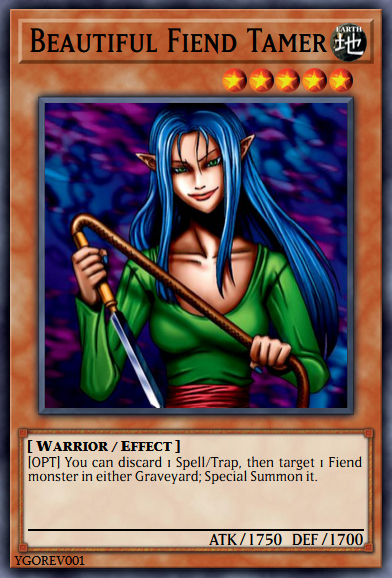 Beautiful Fiend Tamer
EARTH
地
[ Warrior / Effect ]
[OPT] You can discard 1 Spell/Trap, then target 1 Fiend
monster in either Graveyard; Special Summon it.
ATK / 1750 DEF / 1700
YGOREV001